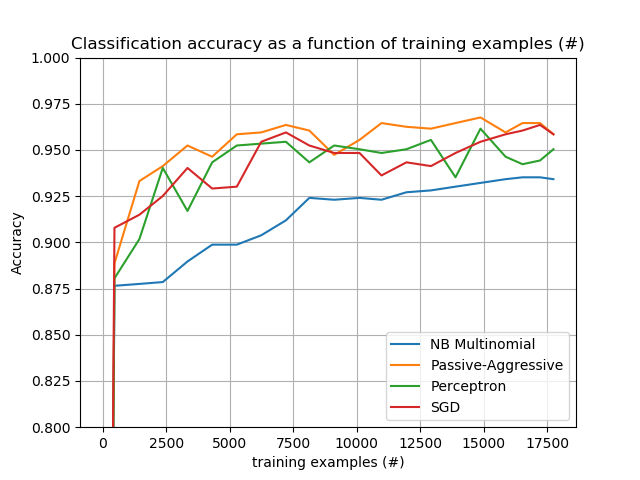 Classification accuracy as a function of training examples (#)
1.000
0.975
0.950
0.925
0.900
0.875
0.850
0.825
0.800
Accuracy
NB Multinomial
Passive-Aggressive
Perceptron
SGD
0 2500 5000 7500 10000 12500 15000 17500
training examples (#)